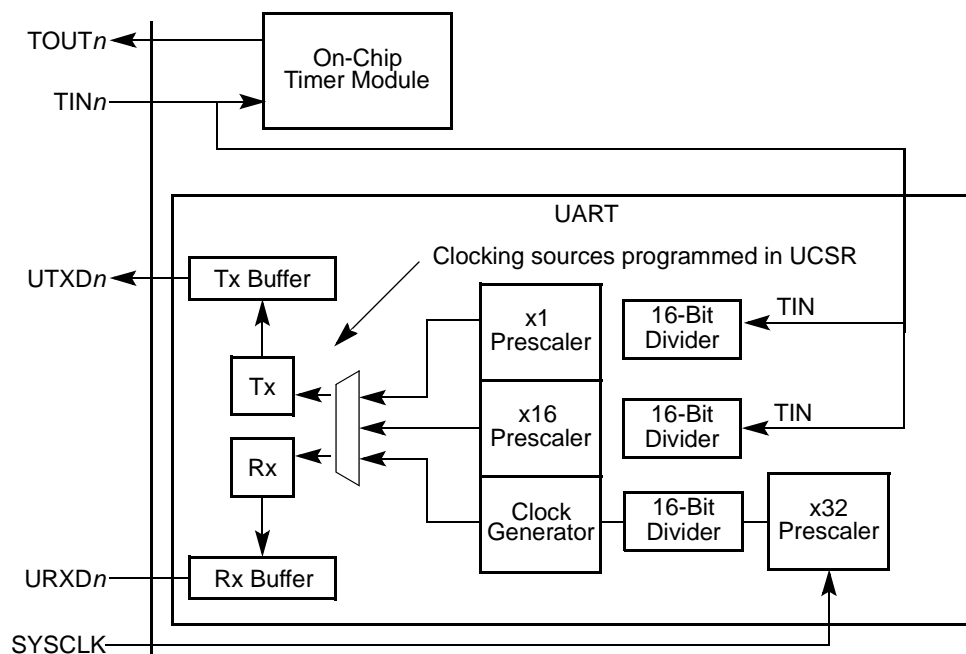 TOUTn
On-Chip
Timer Module
TINn
UART
Clocking sources programmed in UCSR
UTXDn
Tx Buffer
x1
Prescaler
16-Bit
Divider
TIN
Tx
x16
Prescaler
16-Bit
Divider
TIN
Rx
Clock
Generator
16-Bit
Divider
x32
Prescaler
URXDn
Rx Buffer
SYSCLK